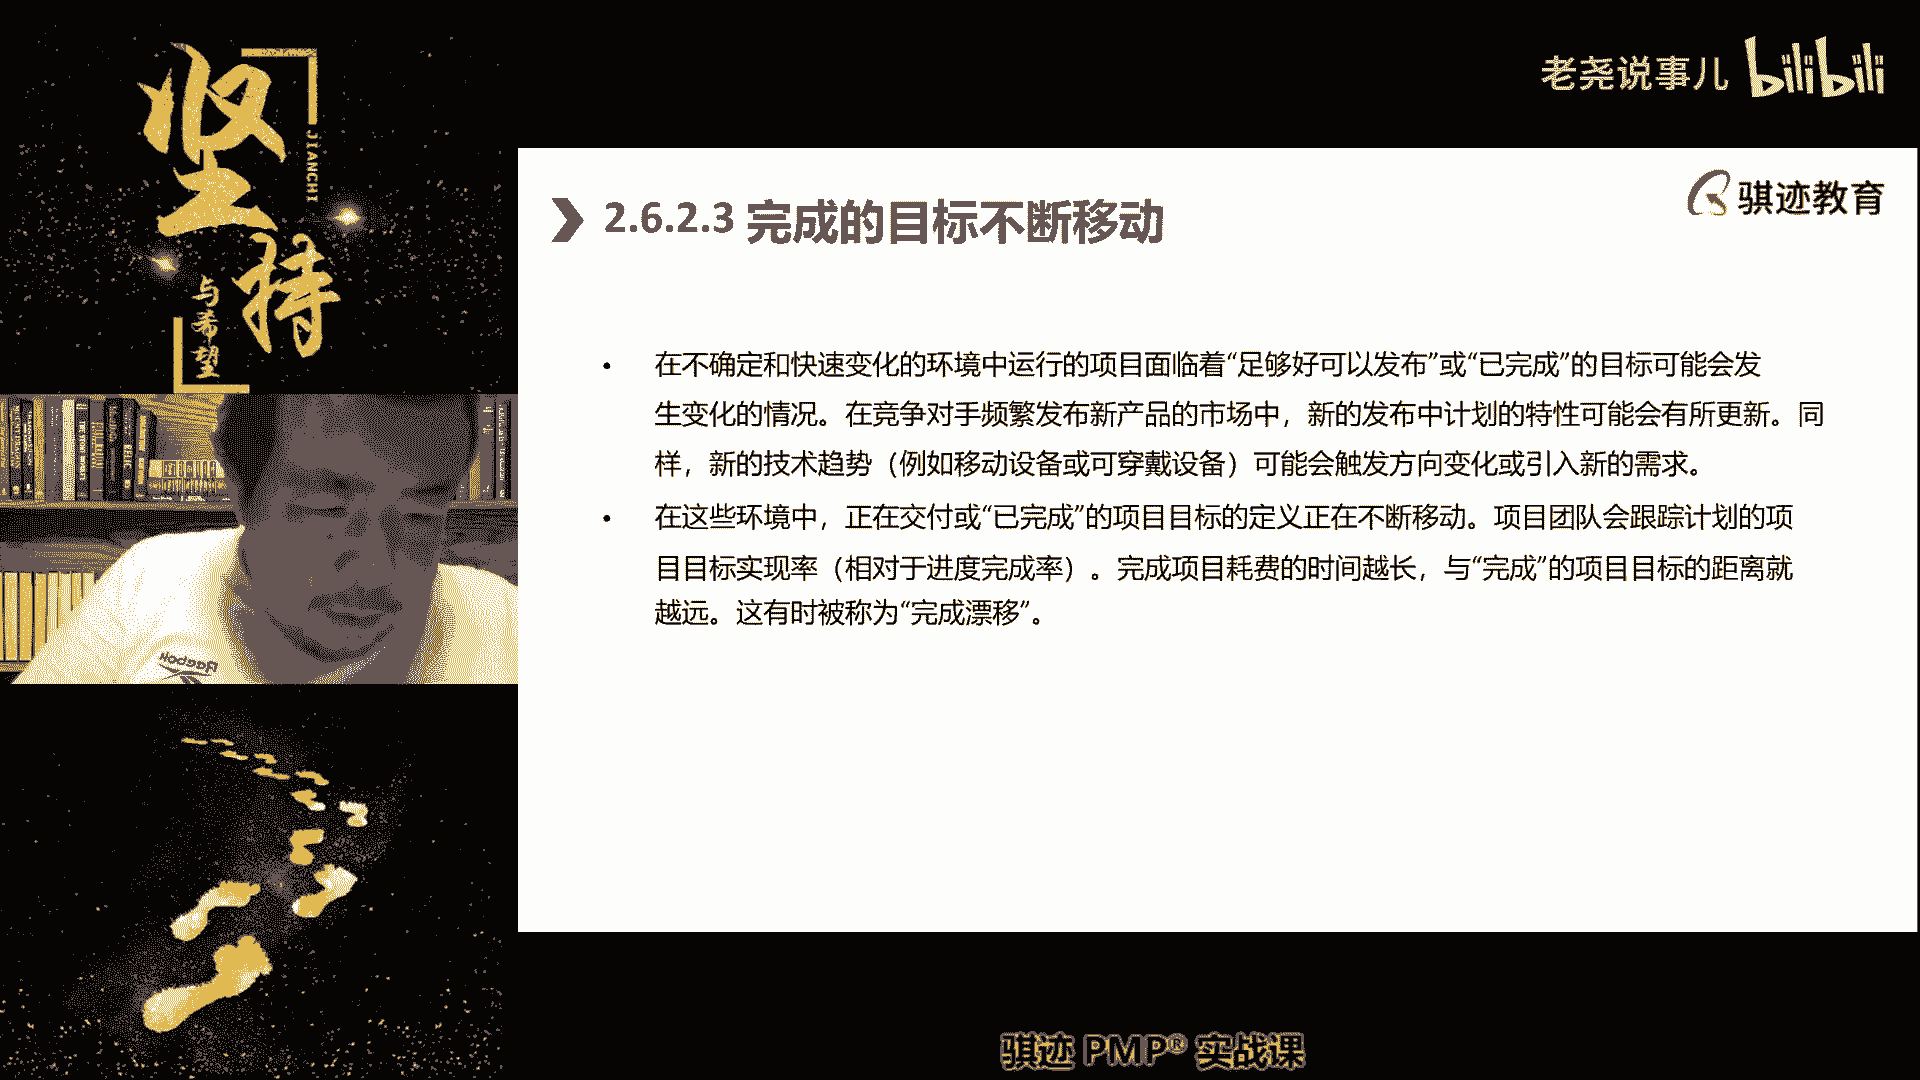 坚持
JIANCHI
与希望
老尧说事儿 bilibili
骐迹教育
2.6.2.3 完成的目标不断移动
• 在不确定和快速变化的环境中运行的项目面临着“足够好可以发布”或“已完成”的目标可能会发
生变化的情况。在竞争对手频繁发布新产品的市场中，新的发布中计划的特性可能会有所更新。同
样，新的技术趋势（例如移动设备或可穿戴设备）可能会触发方向变化或引入新的需求。
• 在这些环境中，正在交付或“已完成”的项目目标的定义正在不断移动。项目团队会跟踪计划的项
目目标实现率（相对于进度完成率）。完成项目耗费的时间越长，与“完成”的项目目标的距离就
越远。这有时被称为“完成漂移”。
Reebok
骐迹 PMP® 实战课